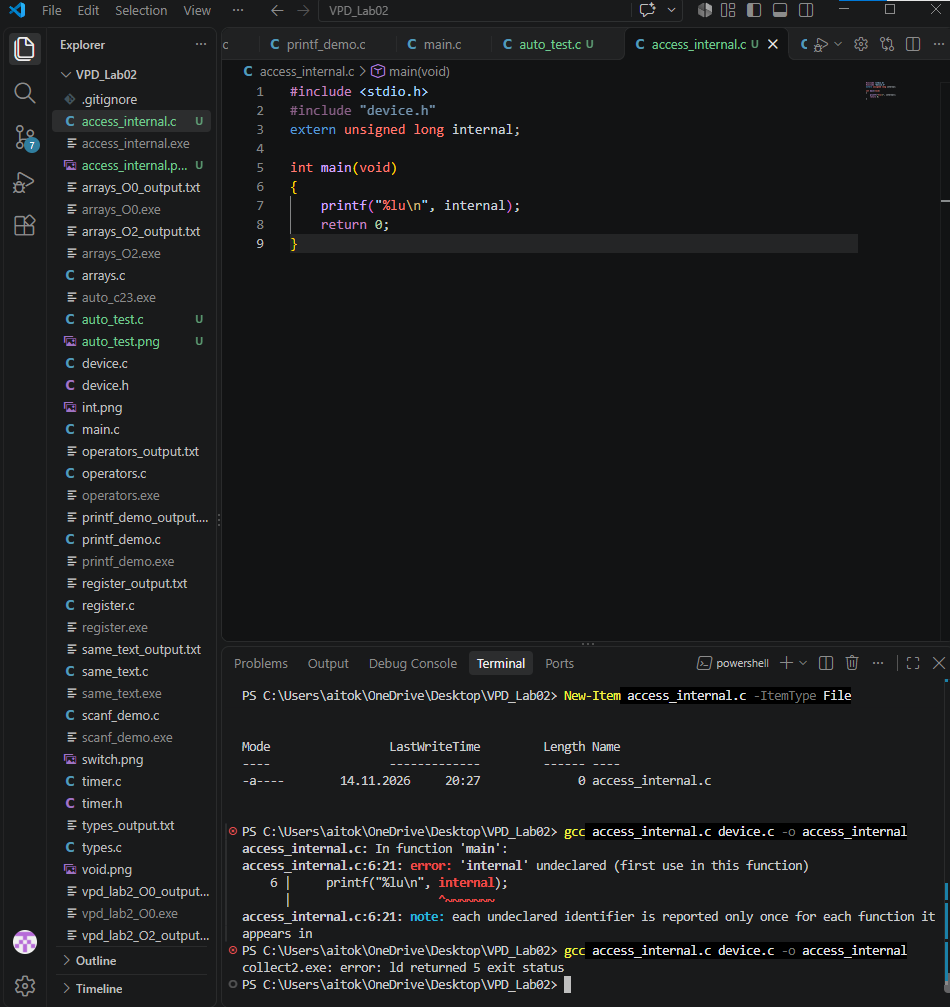 File Edit Selection View ··· VPD_Lab02
Explorer ···
VPD_Lab02
.gitignore
access_internal.c U
access_internal.exe
access_internal.p... U
arrays_O0_output.txt
arrays_O0.exe
arrays_O2_output.txt
arrays_O2.exe
arrays.c
auto_c23.exe
auto_test.c U
auto_test.png U
device.c
device.h
int.png
main.c
operators_output.txt
operators.c
operators.exe
printf_demo_output....
printf_demo.c
printf_demo.exe
register_output.txt
register.c
register.exe
same_text_output.txt
same_text.c
same_text.exe
scanf_demo.c
scanf_demo.exe
switch.png
timer.c
timer.h
types_output.txt
types.c
void.png
vpd_lab2_O0_output...
vpd_lab2_O0.exe
vpd_lab2_O2_output...
Outline
Timeline
7
c C printf_demo.c C main.c C auto_test.c U C access_internal.c U C
C access_internal.c > main(void)
1 #include <stdio.h>
2 #include "device.h"
3 extern unsigned long internal;
4
5 int main(void)
6 {
7 printf("%lu\n", internal);
8 return 0;
9 }
Problems Output Debug Console Terminal Ports powershell
PS C:\Users\aitok\OneDrive\Desktop\VPD_Lab02> New-Item access_internal.c -ItemType File
Mode LastWriteTime Length Name
---- ------------- ------ ----
-a---- 14.11.2026 20:27 0 access_internal.c
PS C:\Users\aitok\OneDrive\Desktop\VPD_Lab02> gcc access_internal.c device.c -o access_internal
access_internal.c: In function 'main':
access_internal.c:6:21: error: 'internal' undeclared (first use in this function)
6 | printf("%lu\n", internal);
| ^~~~~~~~
access_internal.c:6:21: note: each undeclared identifier is reported only once for each function it
appears in
PS C:\Users\aitok\OneDrive\Desktop\VPD_Lab02> gcc access_internal.c device.c -o access_internal
collect2.exe: error: ld returned 5 exit status
PS C:\Users\aitok\OneDrive\Desktop\VPD_Lab02>